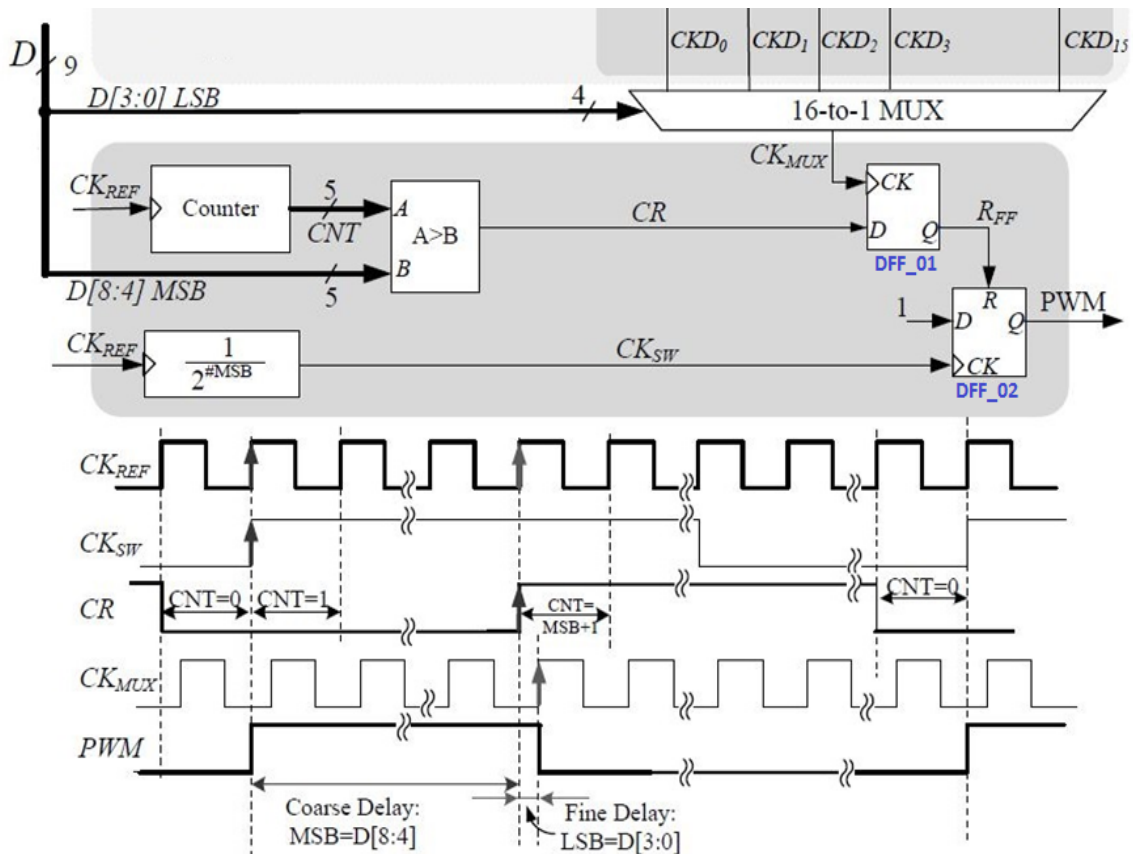 CKD0 CKD1 CKD2 CKD3 CKD15
D 9
D[3:0] LSB 4
16-to-1 MUX
CKMUX
CKREF Counter 5 CNT
A B A>B
CR
CK D Q
DFF_01
RFF
D[8:4] MSB 5
1 D R Q PWM
CK
DFF_02
CKREF 1 2#MSB
CKSW
CKREF
CKSW
CR CNT=0 CNT=1 CNT= MSB+1 CNT=0
CKMUX
PWM
Coarse Delay:
MSB=D[8:4]
Fine Delay:
LSB=D[3:0]